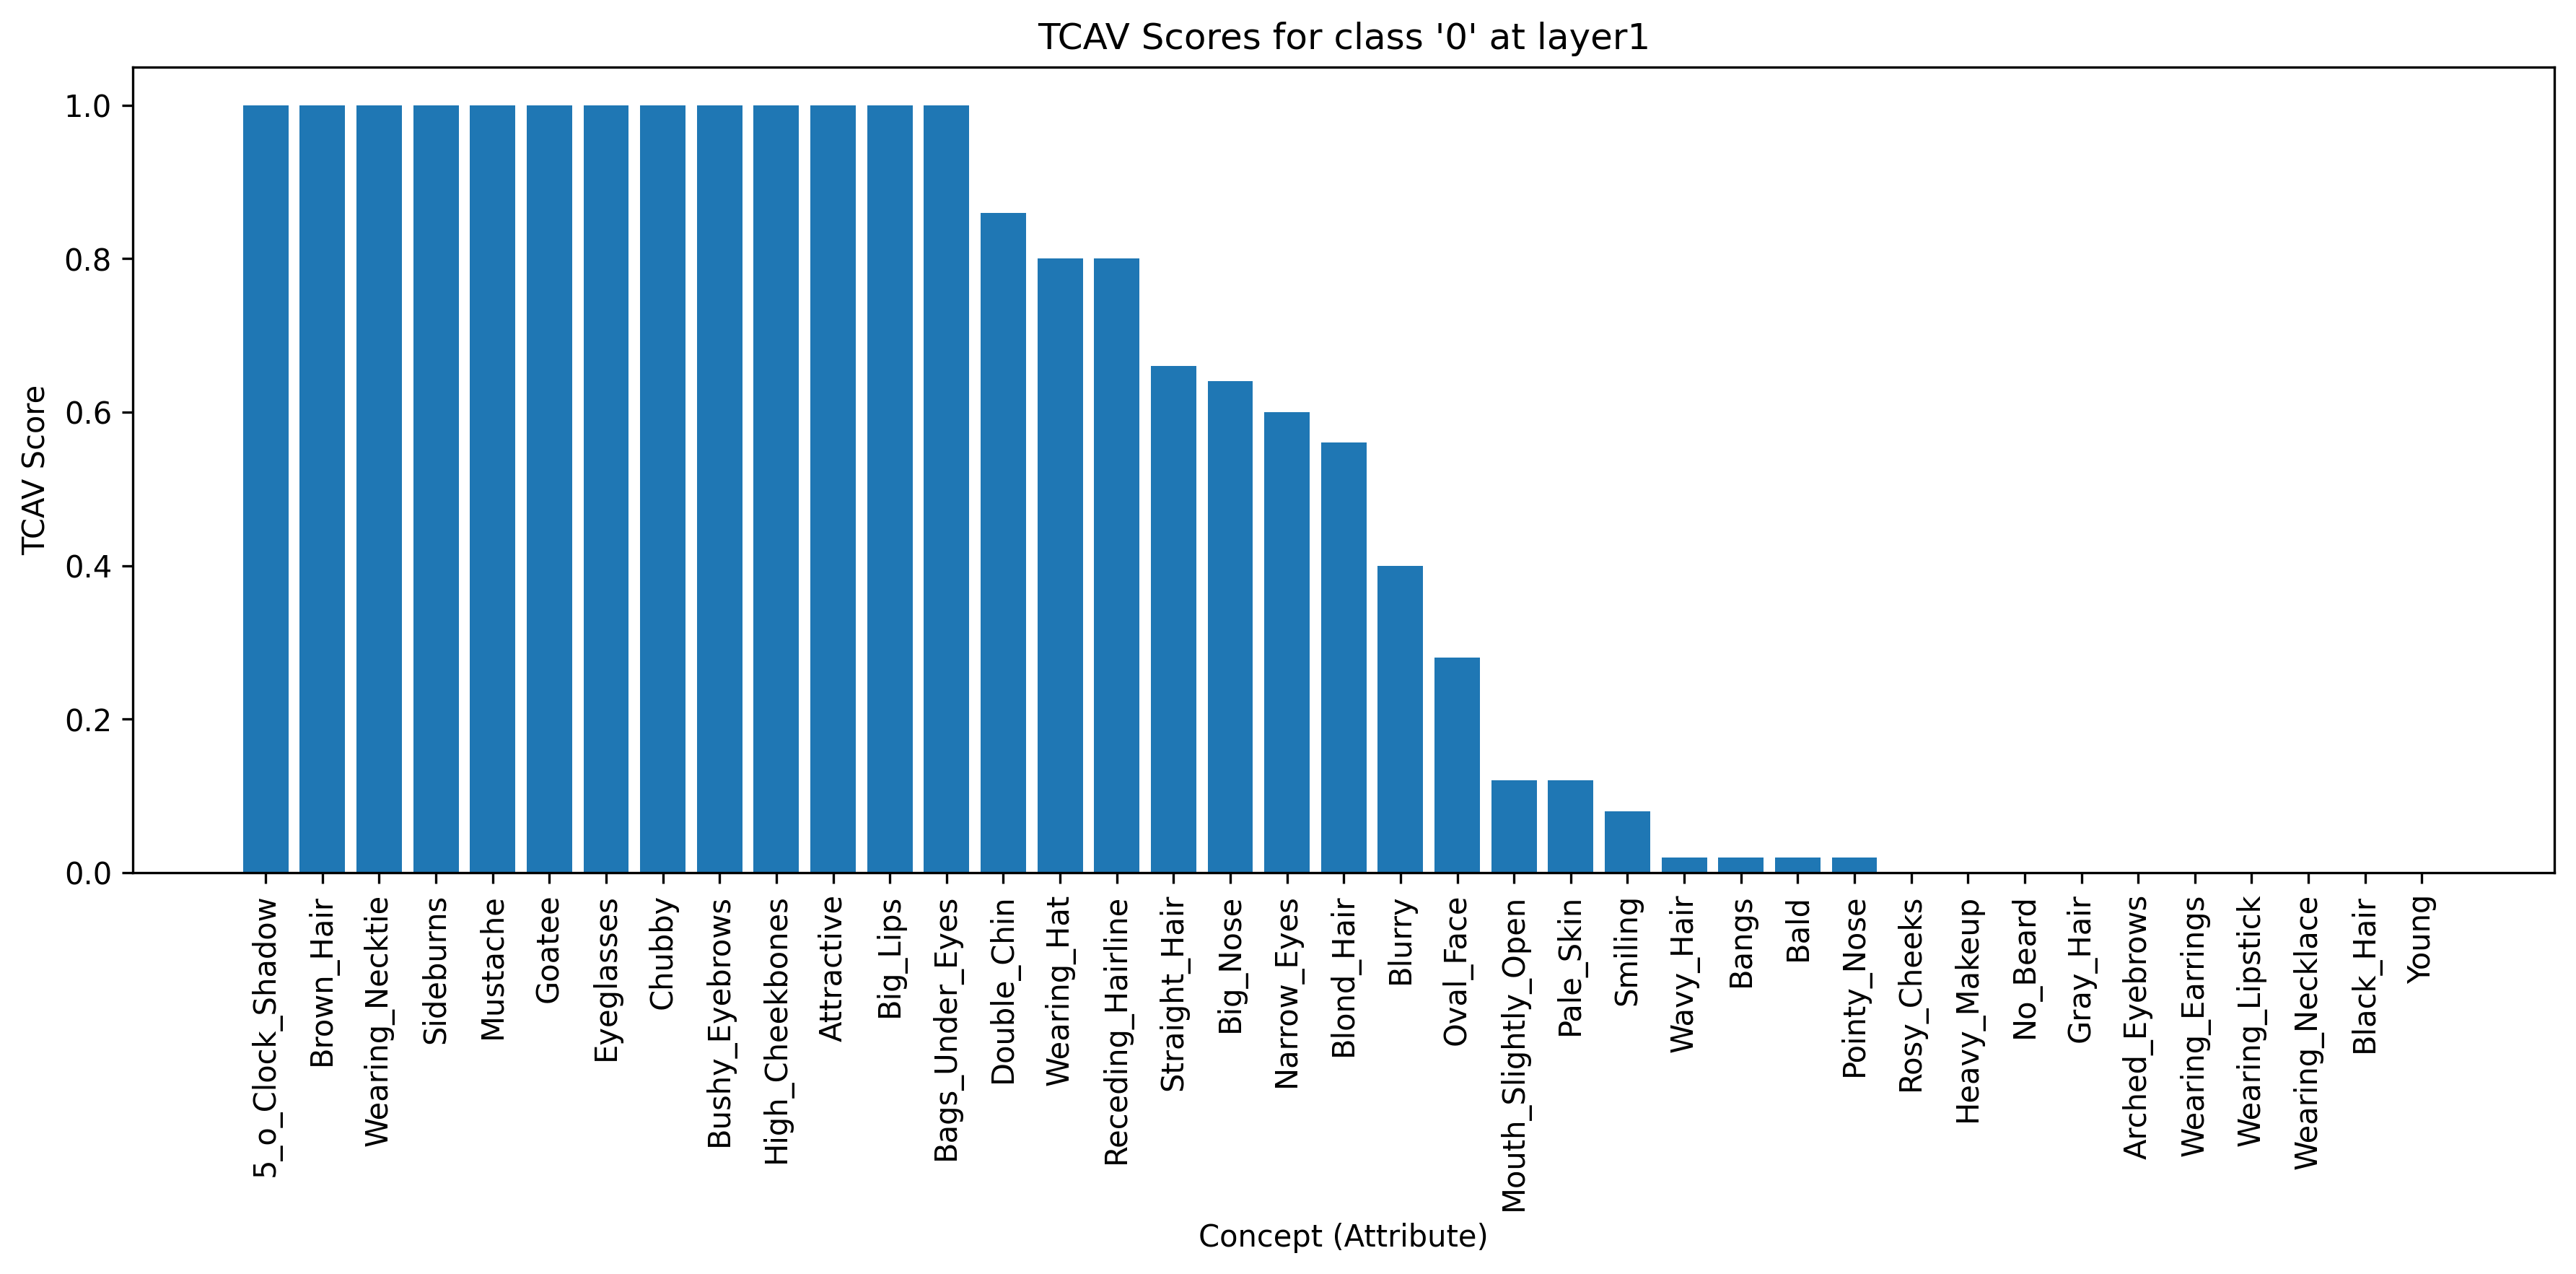 TCAV Scores for class '0' at layer1
TCAV Score
1.0
0.8
0.6
0.4
0.2
0.0
5_o_Clock_Shadow
Brown_Hair
Wearing_Necktie
Sideburns
Mustache
Goatee
Eyeglasses
Chubby
Bushy_Eyebrows
High_Cheekbones
Attractive
Big_Lips
Bags_Under_Eyes
Double_Chin
Wearing_Hat
Receding_Hairline
Straight_Hair
Big_Nose
Narrow_Eyes
Blond_Hair
Blurry
Oval_Face
Mouth_Slightly_Open
Pale_Skin
Smiling
Wavy_Hair
Bangs
Bald
Pointy_Nose
Rosy_Cheeks
Heavy_Makeup
No_Beard
Gray_Hair
Arched_Eyebrows
Wearing_Earrings
Wearing_Lipstick
Wearing_Necklace
Black_Hair
Young
Concept (Attribute)